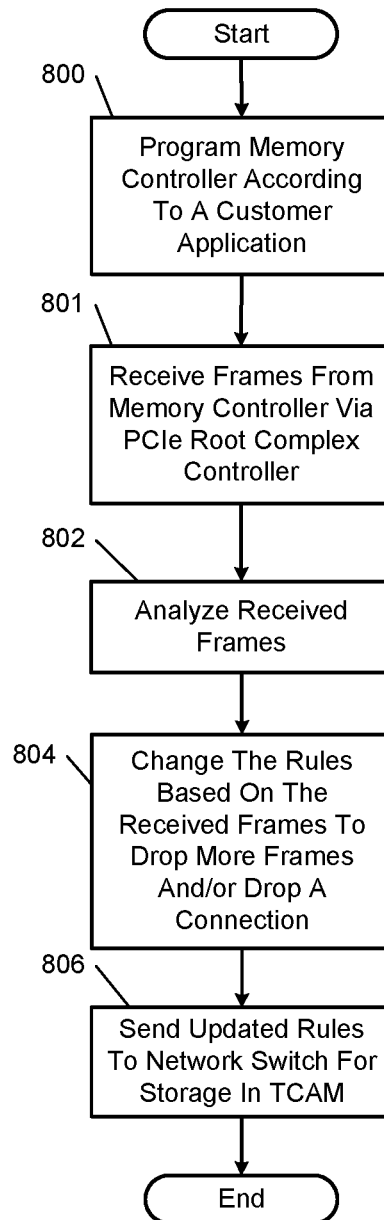 Start
800
Program Memory
Controller According
To A Customer
Application
801
Receive Frames From
Memory Controller Via
PCIe Root Complex
Controller
802
Analyze Received
Frames
804
Change The Rules
Based On The
Received Frames To
Drop More Frames
And/or Drop A
Connection
806
Send Updated Rules
To Network Switch For
Storage In TCAM
End